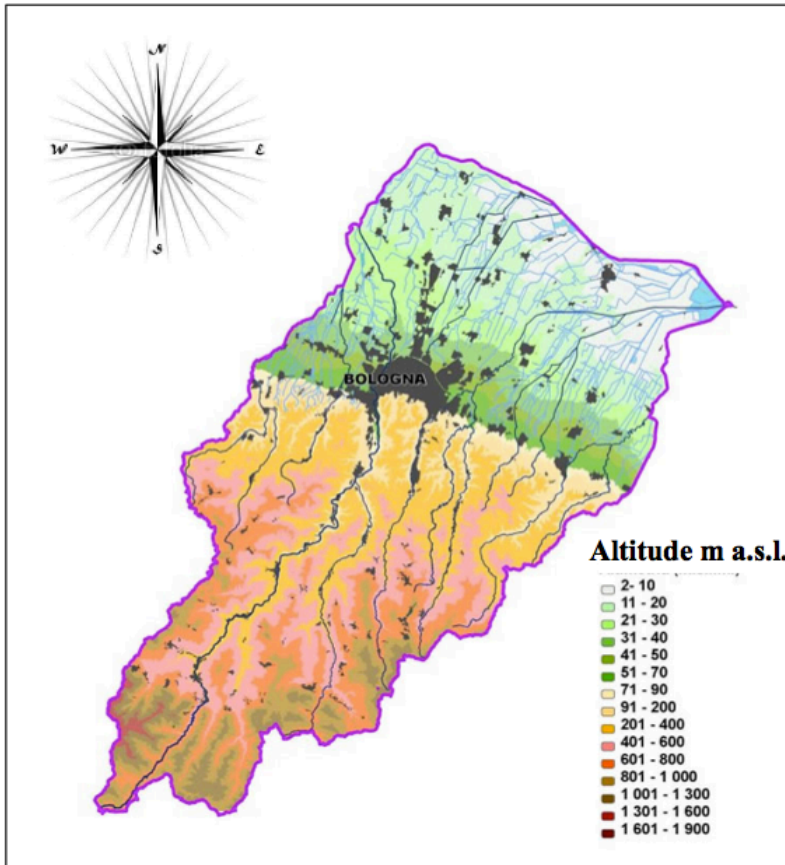 N
W E
S
BOLOGNA
Altitude m a.s.l.
2- 10
11 - 20
21 - 30
31 - 40
41 - 50
51 - 70
71 - 90
91 - 200
201 - 400
401 - 600
601 - 800
801 - 1 000
1 001 - 1 300
1 301 - 1 600
1 601 - 1 900